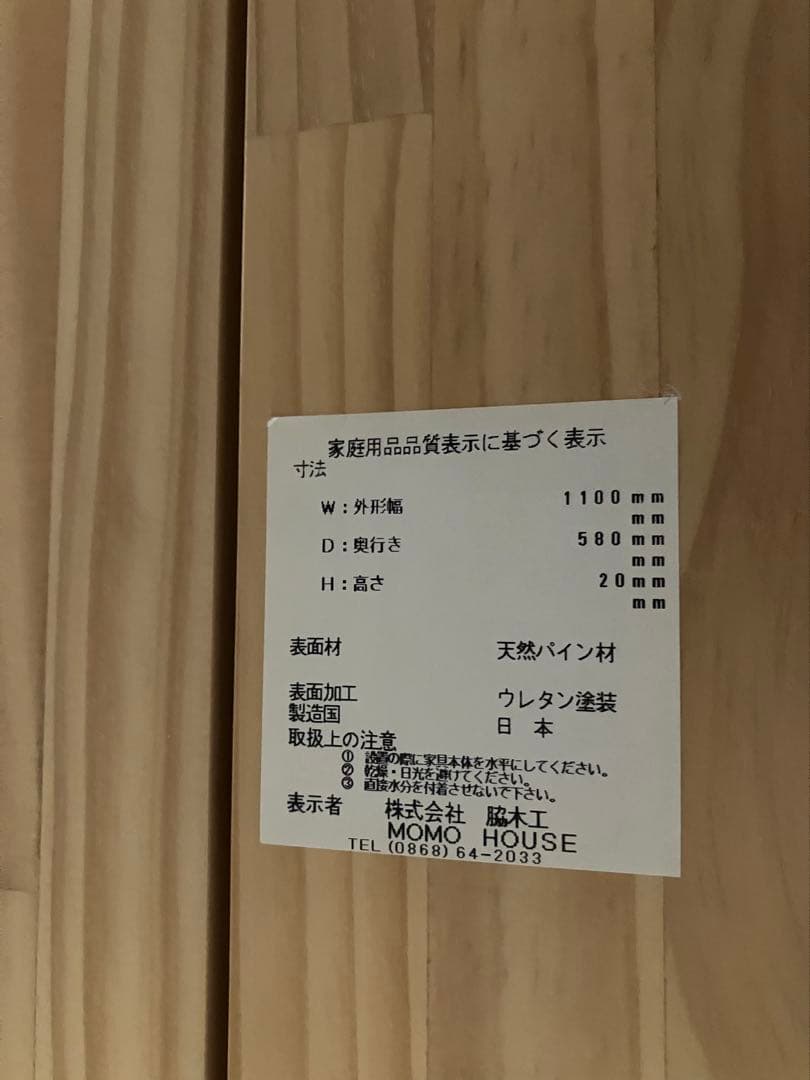 家庭用品品質表示に基づく表示
寸法
W：外形幅 1100mm
mm
D：奥行き 580mm
mm
H：高さ 20mm
mm
表面材 天然パイン材
表面加工 ウレタン塗装
製造国 日本
取扱上の注意
① 設置の際に家具本体を水平にしてください。
② 乾燥・日光を避けてください。
③ 直接水分を付着させないで下さい。
表示者 株式会社 脇木工
MOMO HOUSE
TEL(0868)64-2033